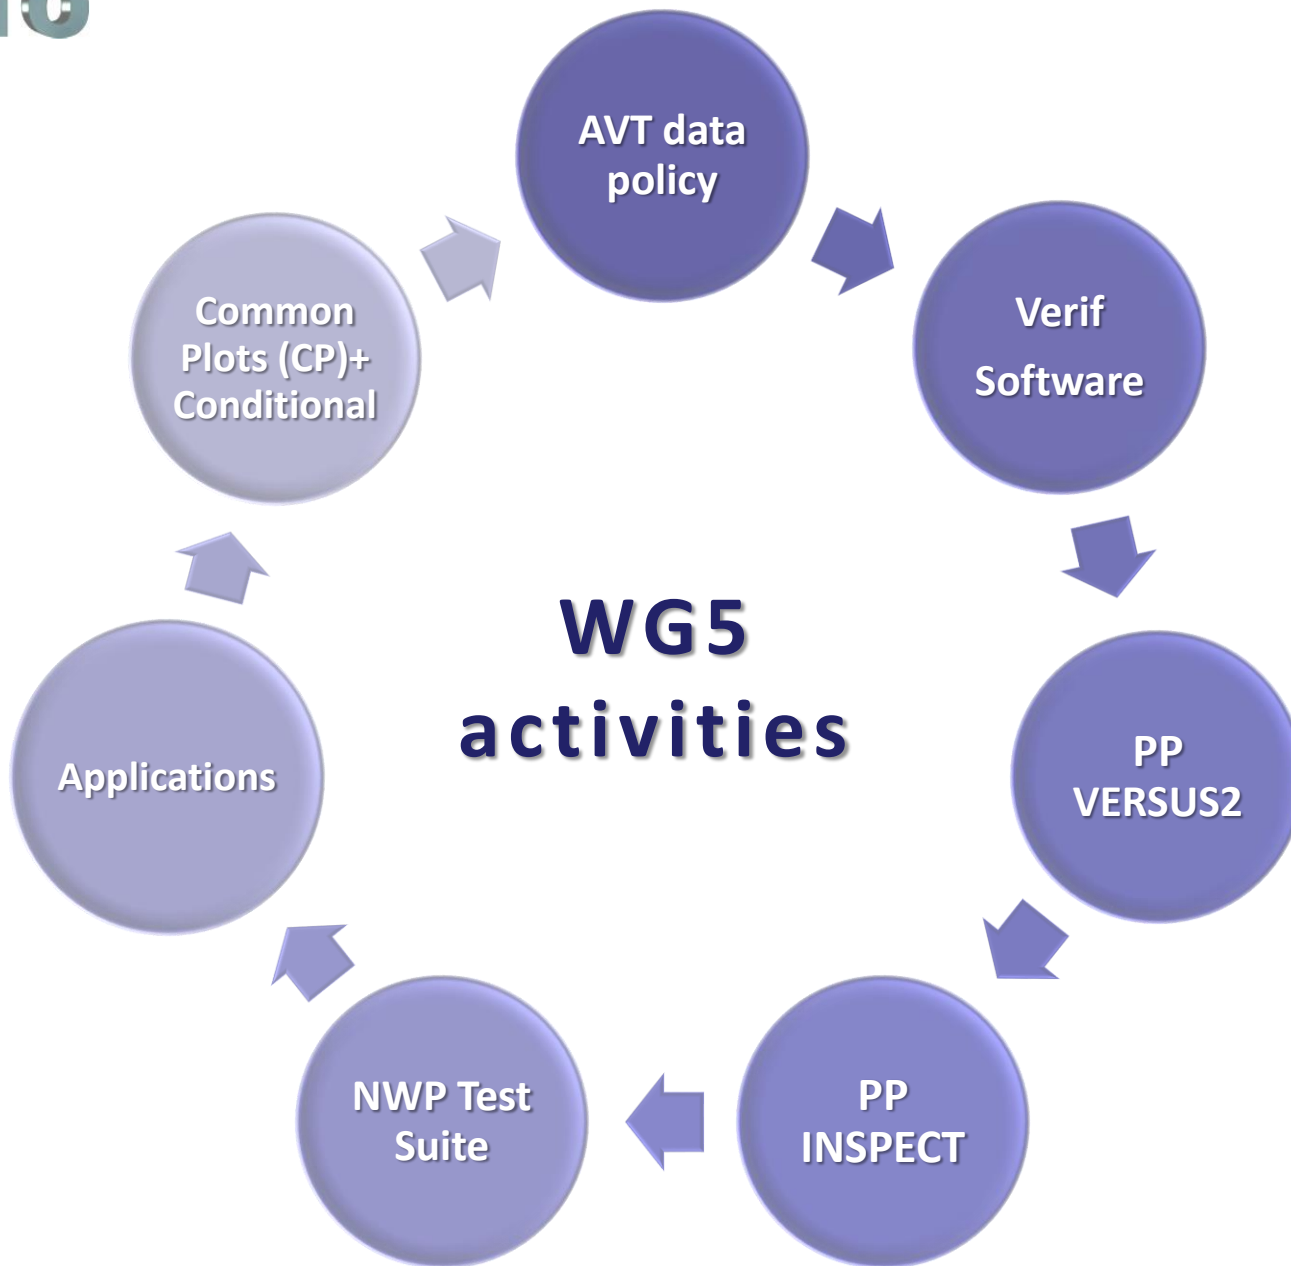 AVT data
policy
Verif
Software
PP
VERSUS2
PP
INSPECT
NWP Test
Suite
Applications
Common
Plots (CP)+
Conditional
WG5
activities